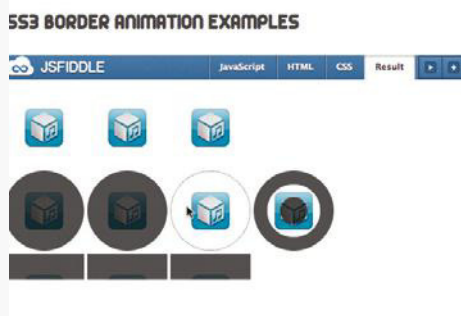 SS3 BORDER ANIMATION EXAMPLES
JSFIDDLE
JavaScript HTML CSS Result